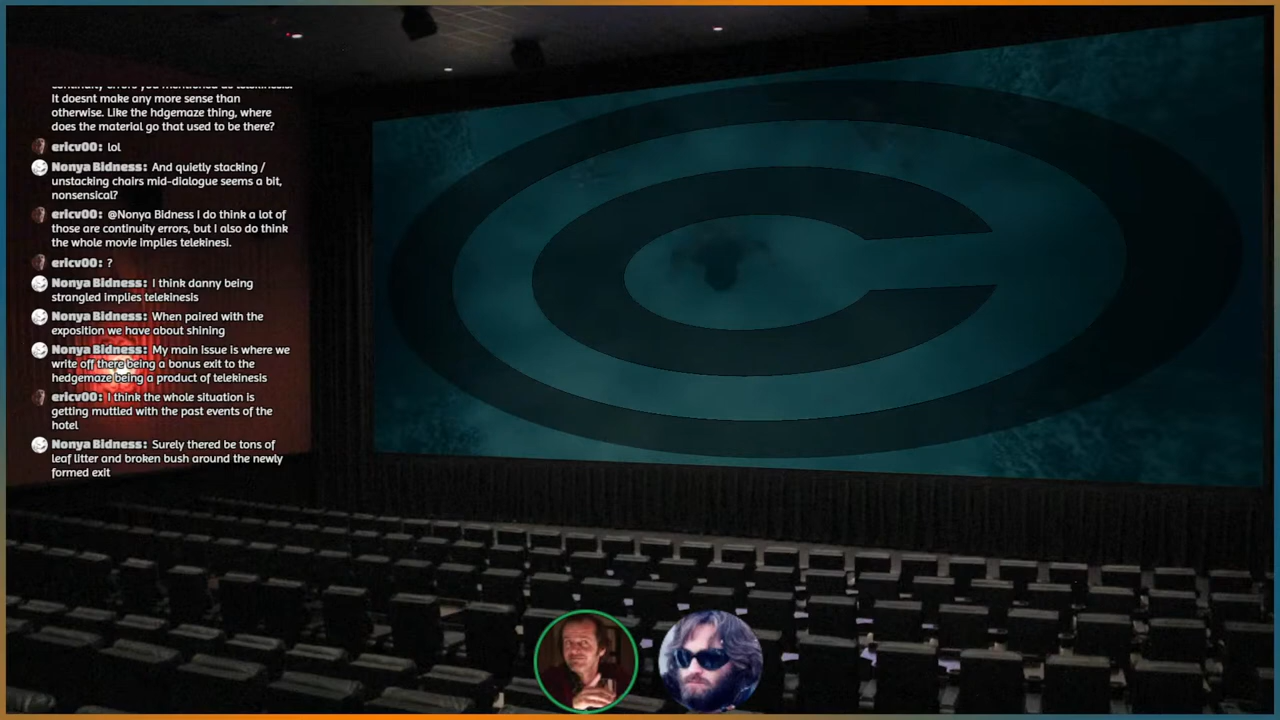 It doesnt make any more sense than
otherwise. Like the hdgemaze thing, where
does the material go that used to be there?
ericv00: lol
Nonya Bidness: And quietly stacking /
unstacking chairs mid-dialogue seems a bit,
nonsensical?
ericv00: @Nonya Bidness I do think a lot of
those are continuity errors, but I also do think
the whole movie implies telekinesi.
ericv00: ?
Nonya Bidness: I think danny being
strangled implies telekinesis
Nonya Bidness: When paired with the
exposition we have about shining
Nonya Bidness: My main issue is where we
write off there being a bonus exit to the
hedgemaze being a product of telekinesis
ericv00: I think the whole situation is
getting muttled with the past events of the
hotel
Nonya Bidness: Surely thered be tons of
leaf litter and broken bush around the newly
formed exit